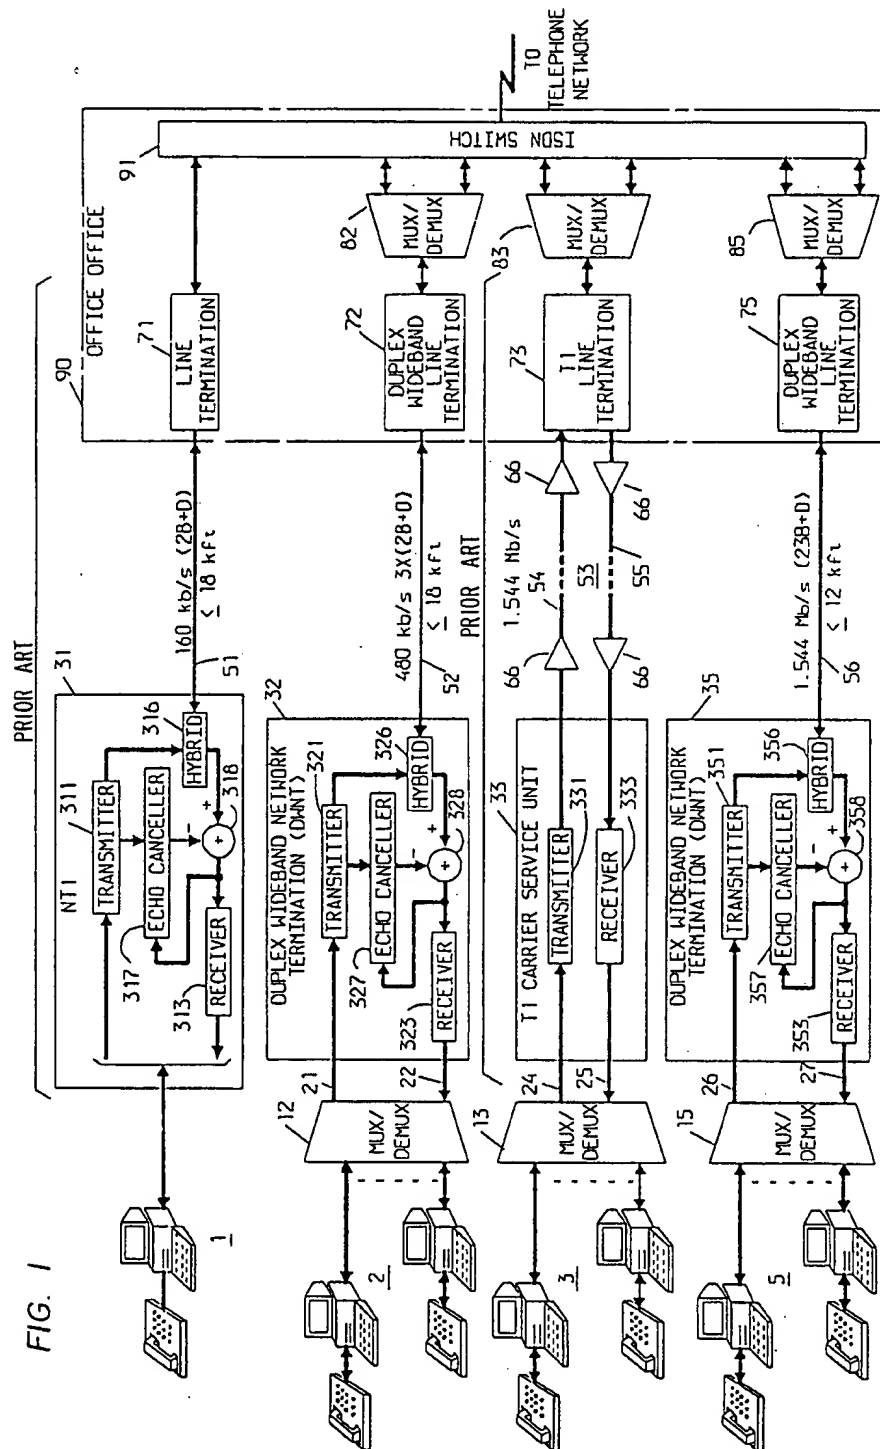 FIG. 1
PRIOR ART
OFFICE OFFICE
90
91
ISDN SWITCH
TO
TELEPHONE
NETWORK
1
31
NT1
311
TRANSMITTER
317
ECHO CANCELLER
313
RECEIVER
316
HYBRID
318
+
-
+
160 kb/s (2B+D)
≤ 18 kft
51
71
LINE
TERMINATION
2
12
MUX/
DEMUX
21
22
32
DUPLEX WIDEBAND NETWORK
TERMINATION (DWNT)
321
TRANSMITTER
327
ECHO CANCELLER
323
RECEIVER
326
HYBRID
328
+
-
+
480 kb/s 3X(2B+D)
≤ 18 kft
52
72
DUPLEX
WIDEBAND
LINE
TERMINATION
82
MUX/
DEMUX
PRIOR ART
3
13
MUX/
DEMUX
24
25
33
T1 CARRIER SERVICE UNIT
TRANSMITTER
331
RECEIVER
333
66
66
66
66
1.544 Mb/s
54
53
55
73
T1
LINE
TERMINATION
83
MUX/
DEMUX
5
15
MUX/
DEMUX
26
27
35
DUPLEX WIDEBAND NETWORK
TERMINATION (DWNT)
351
TRANSMITTER
357
ECHO CANCELLER
353
RECEIVER
356
HYBRID
358
+
-
+
1.544 Mb/s (23B+D)
≤ 12 kft
56
75
DUPLEX
WIDEBAND
LINE
TERMINATION
85
MUX/
DEMUX